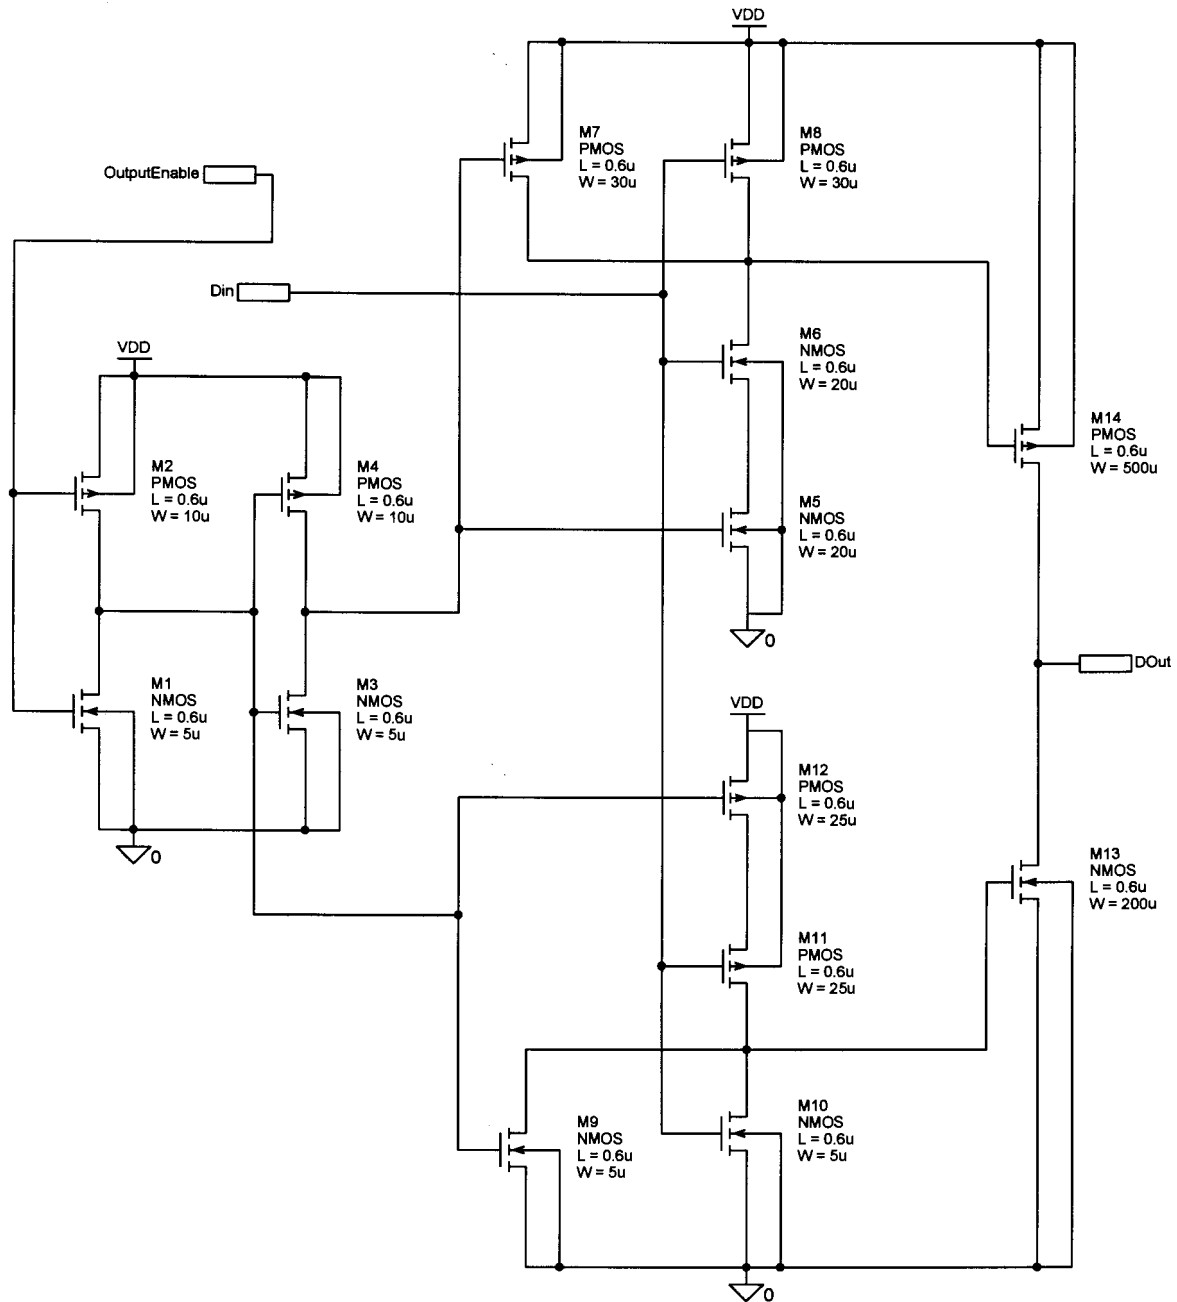 VDD
M7
PMOS
L = 0.6u
W = 30u
M8
PMOS
L = 0.6u
W = 30u
OutputEnable
Din
VDD
M6
NMOS
L = 0.6u
W = 20u
M14
PMOS
L = 0.6u
W = 500u
M2
PMOS
L = 0.6u
W = 10u
M4
PMOS
L = 0.6u
W = 10u
M5
NMOS
L = 0.6u
W = 20u
0
DOut
M1
NMOS
L = 0.6u
W = 5u
M3
NMOS
L = 0.6u
W = 5u
VDD
M12
PMOS
L = 0.6u
W = 25u
0
M13
NMOS
L = 0.6u
W = 200u
M11
PMOS
L = 0.6u
W = 25u
M9
NMOS
L = 0.6u
W = 5u
M10
NMOS
L = 0.6u
W = 5u
0